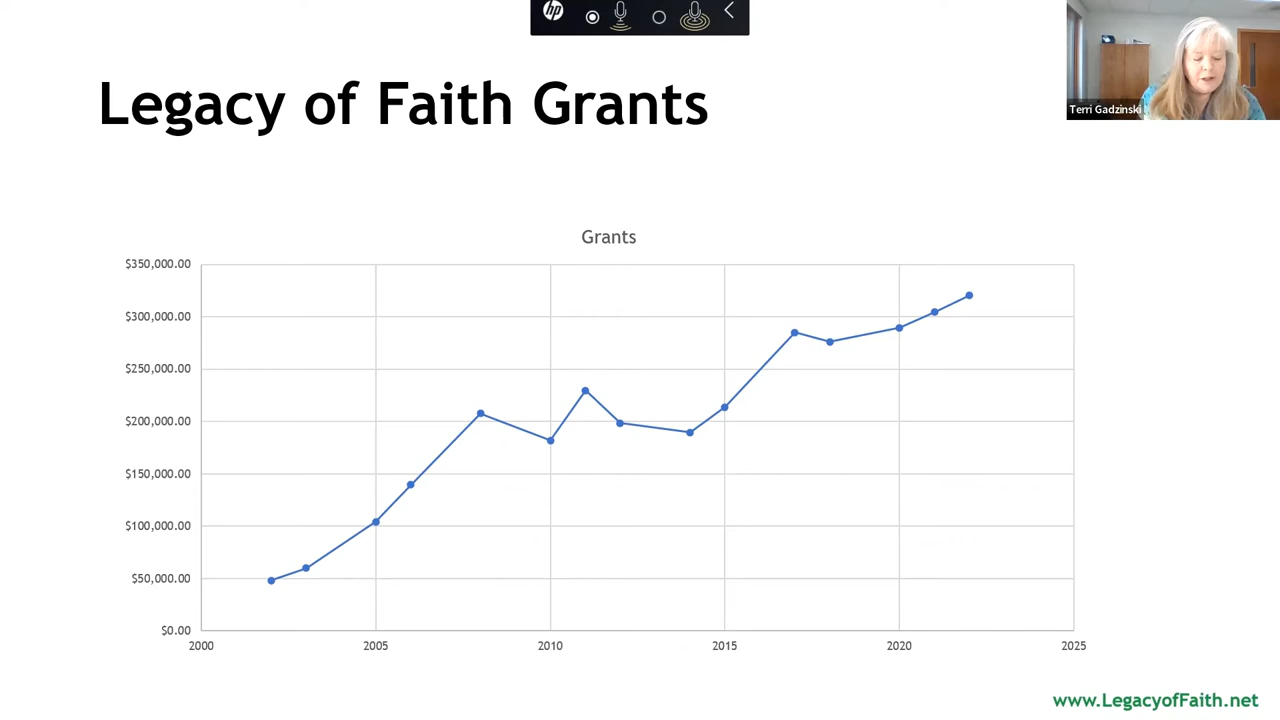 hp
Legacy of Faith Grants
Terri Gadzinski
Grants
$350,000.00
$300,000.00
$250,000.00
$200,000.00
$150,000.00
$100,000.00
$50,000.00
$0.00
2000 2005 2010 2015 2020 2025
www.LegacyofFaith.net